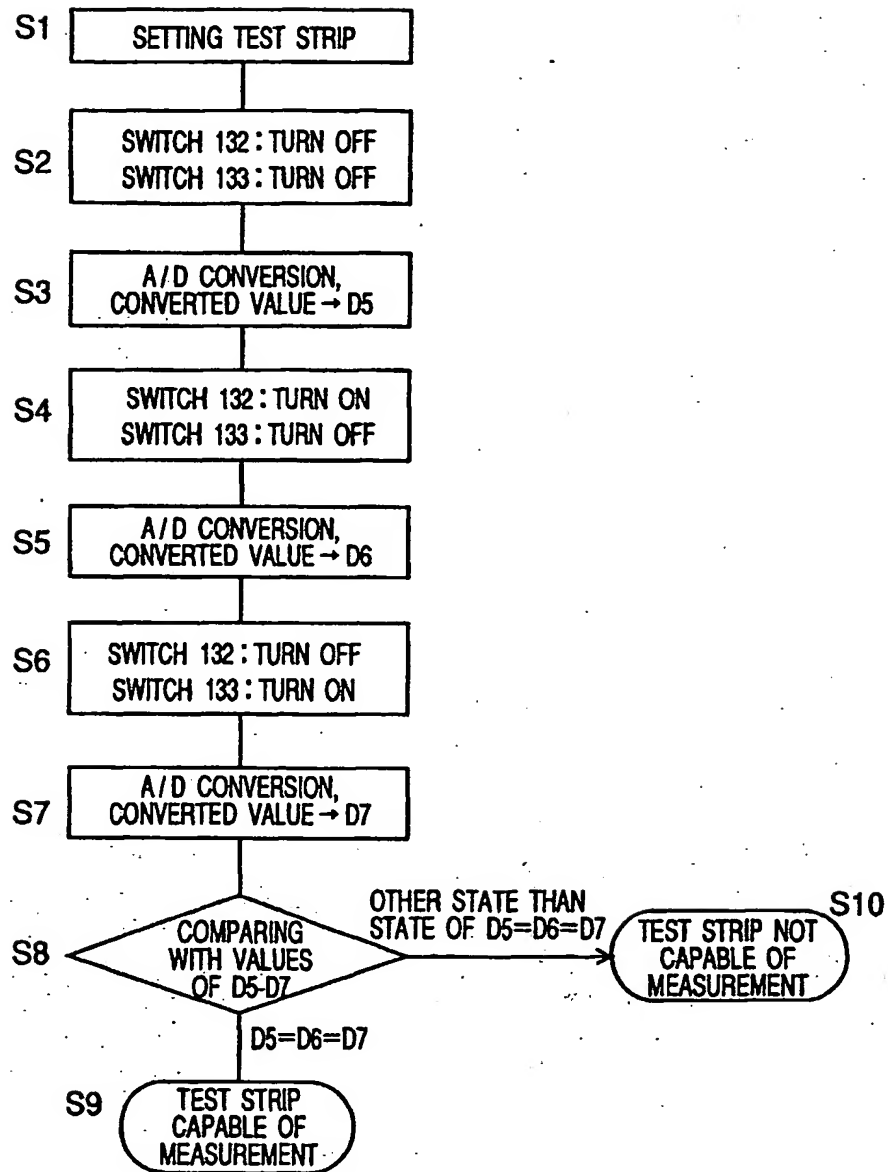 S1
SETTING TEST STRIP
S2
SWITCH 132 : TURN OFF
SWITCH 133 : TURN OFF
S3
A/D CONVERSION,
CONVERTED VALUE → D5
S4
SWITCH 132 : TURN ON
SWITCH 133 : TURN OFF
S5
A/D CONVERSION,
CONVERTED VALUE → D6
S6
SWITCH 132 : TURN OFF
SWITCH 133 : TURN ON
S7
A/D CONVERSION,
CONVERTED VALUE → D7
S8
COMPARING
WITH VALUES
OF D5-D7
OTHER STATE THAN
STATE OF D5=D6=D7
S10
TEST STRIP NOT
CAPABLE OF
MEASUREMENT
D5=D6=D7
S9
TEST STRIP
CAPABLE OF
MEASUREMENT